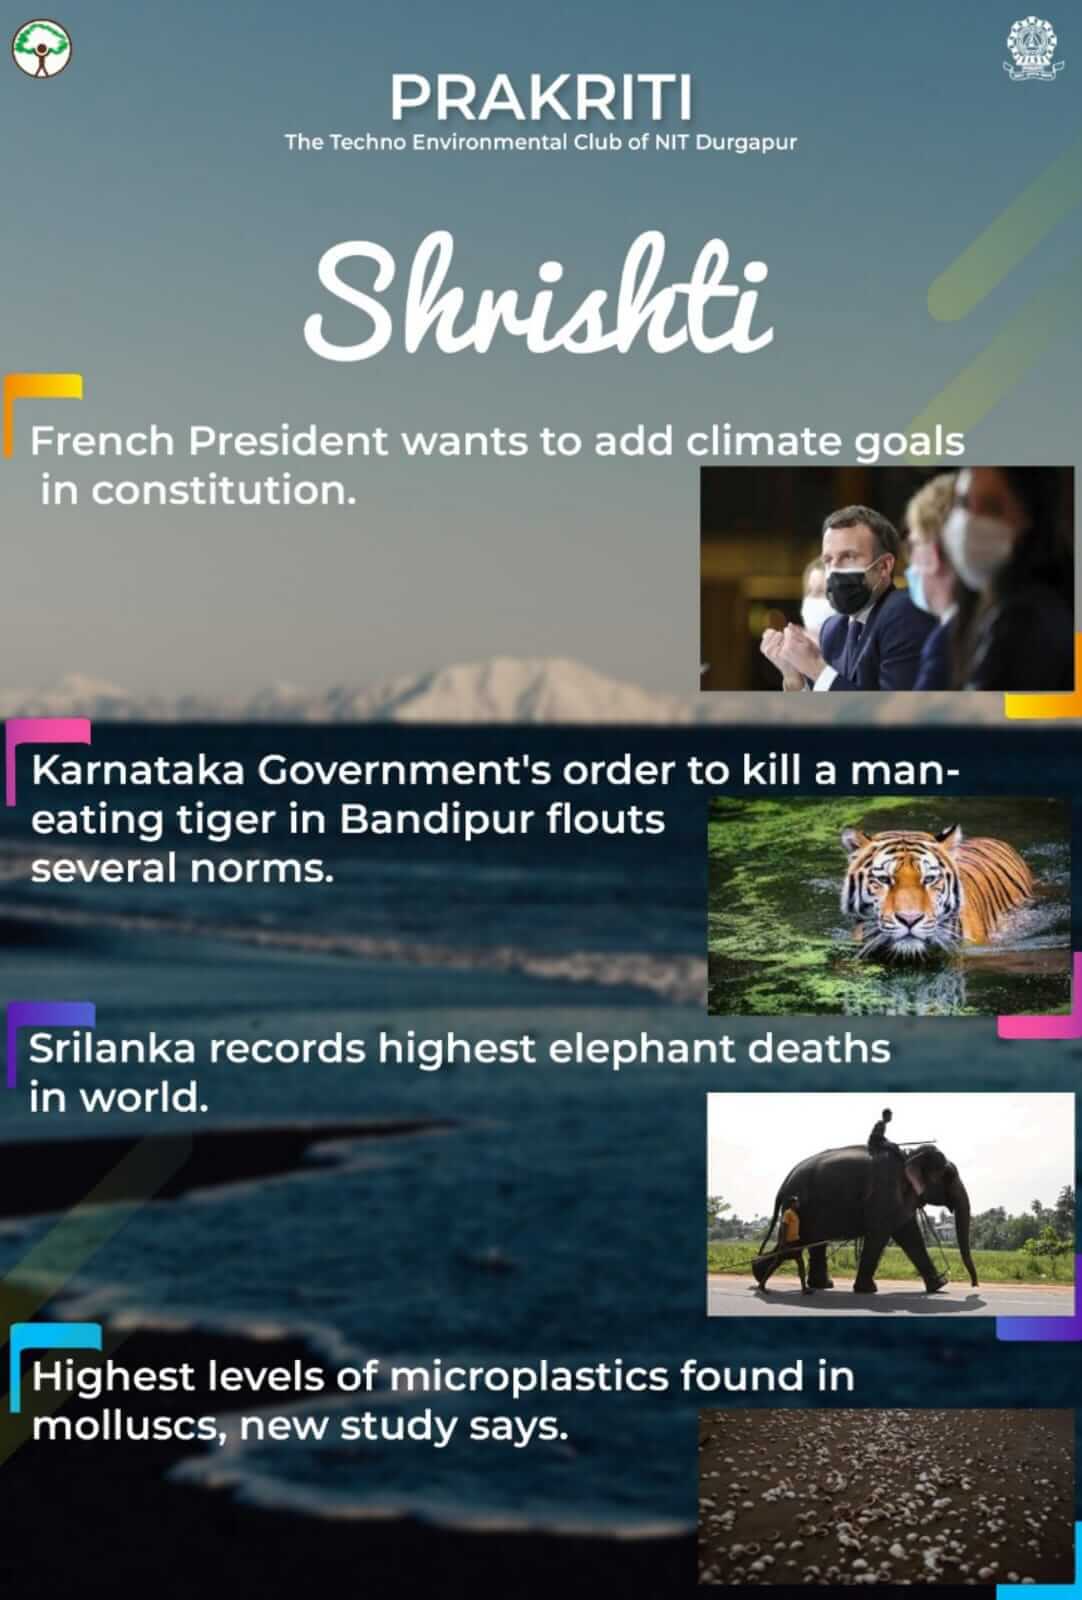 PRAKRITI
The Techno Environmental Club of NIT Durgapur
Shrishti
French President wants to add climate goals
in constitution.
Karnataka Government's order to kill a man-
eating tiger in Bandipur flouts
several norms.
Srilanka records highest elephant deaths
in world.
Highest levels of microplastics found in
molluscs, new study says.